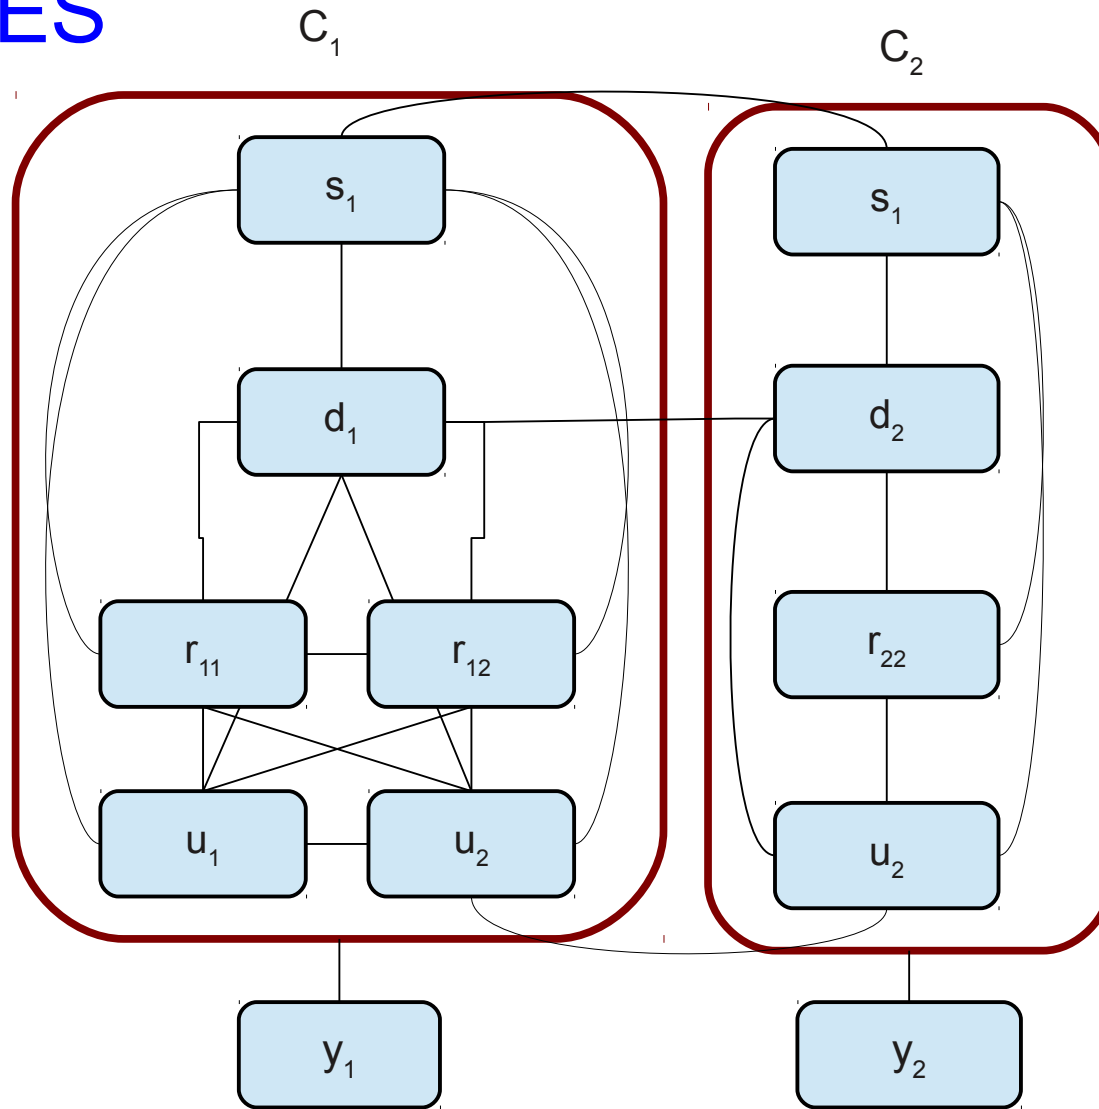 ES
C₁
C₂
s₁
s₁
d₁
d₂
r₁₁
r₁₂
r₂₂
u₁
u₂
u₂
y₁
y₂